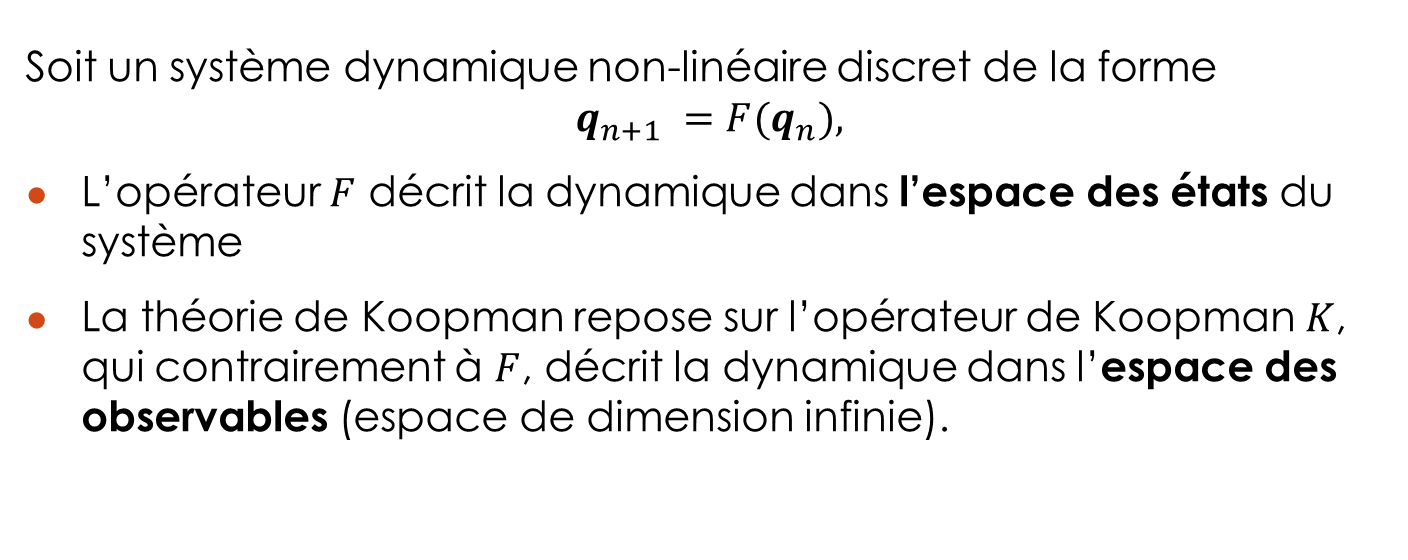 Soit un système dynamique non-linéaire discret de la forme
𝒒ₙ₊₁ = F(𝒒ₙ),
• L’opérateur F décrit la dynamique dans l’espace des états du
système
• La théorie de Koopman repose sur l’opérateur de Koopman K,
qui contrairement à F, décrit la dynamique dans l’espace des
observables (espace de dimension infinie).